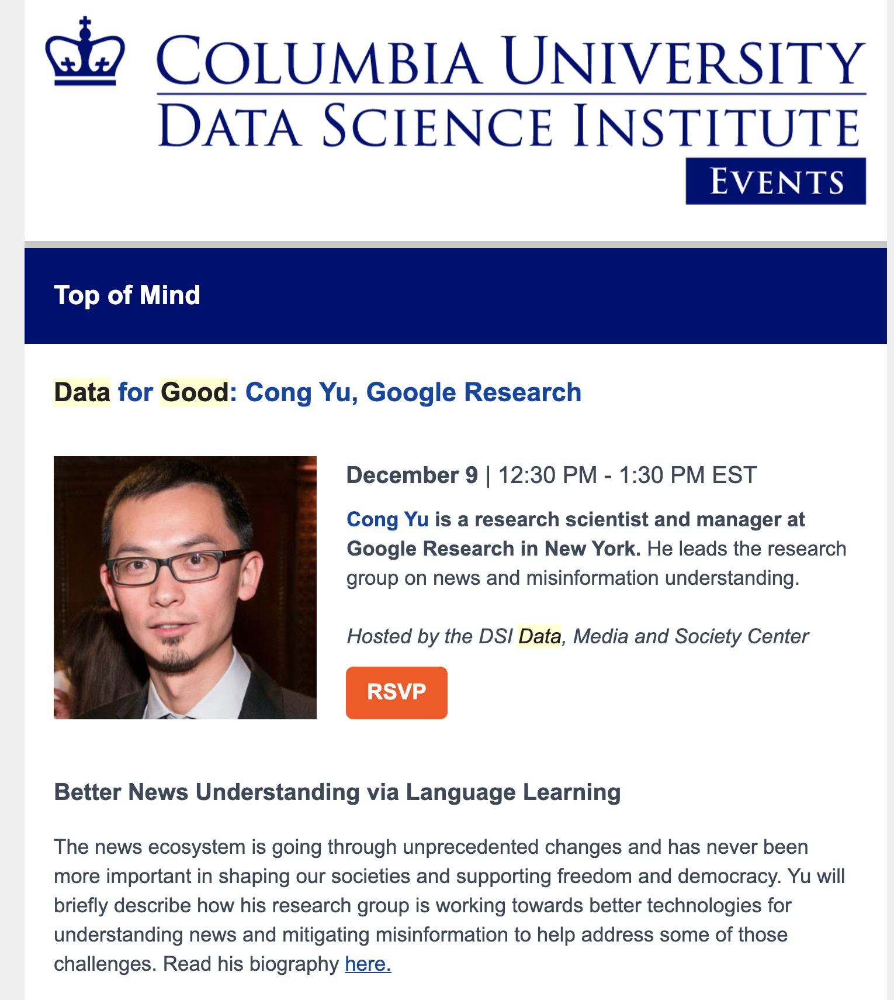 COLUMBIA UNIVERSITY
DATA SCIENCE INSTITUTE
EVENTS
Top of Mind
Data for Good: Cong Yu, Google Research
December 9 | 12:30 PM - 1:30 PM EST
Cong Yu is a research scientist and manager at
Google Research in New York. He leads the research
group on news and misinformation understanding.
Hosted by the DSI Data, Media and Society Center
RSVP
Better News Understanding via Language Learning
The news ecosystem is going through unprecedented changes and has never been
more important in shaping our societies and supporting freedom and democracy. Yu will
briefly describe how his research group is working towards better technologies for
understanding news and mitigating misinformation to help address some of those
challenges. Read his biography here.